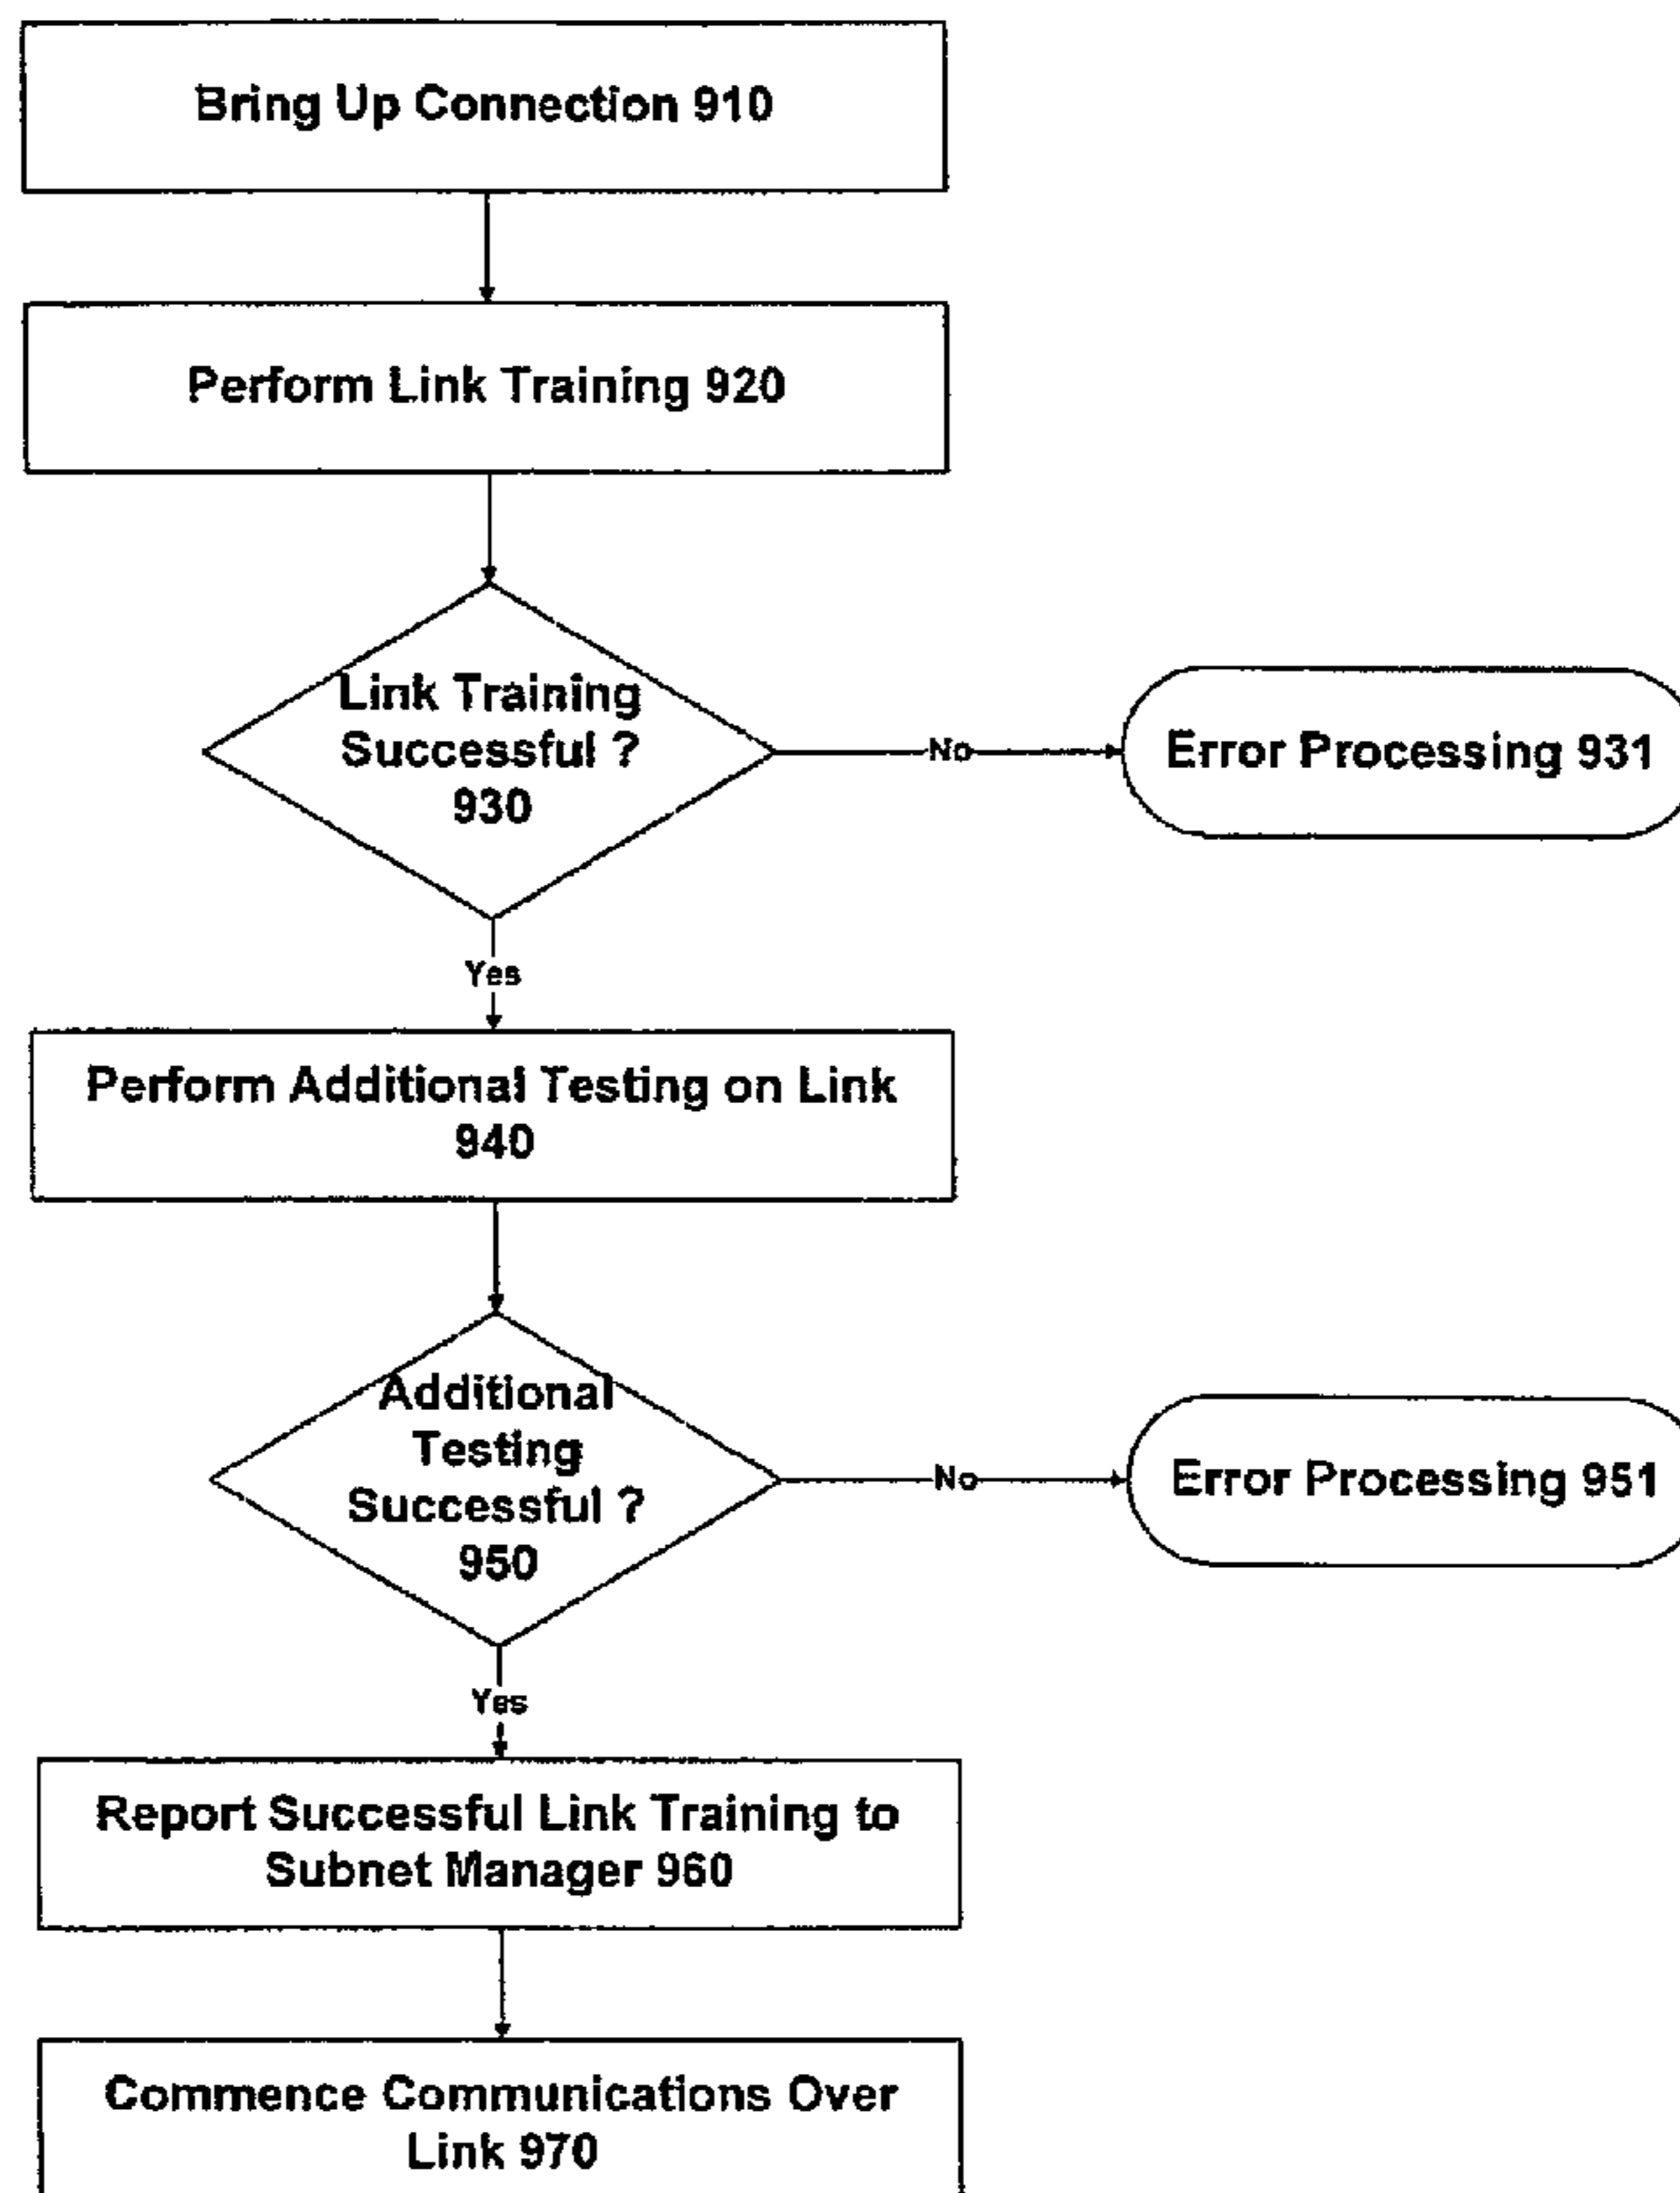 Bring Up Connection 910
Perform Link Training 920
Link Training
Successful ?
930
No
Error Processing 931
Yes
Perform Additional Testing on Link
940
Additional
Testing
Successful ?
950
No
Error Processing 951
Yes
Report Successful Link Training to
Subnet Manager 960
Commence Communications Over
Link 970